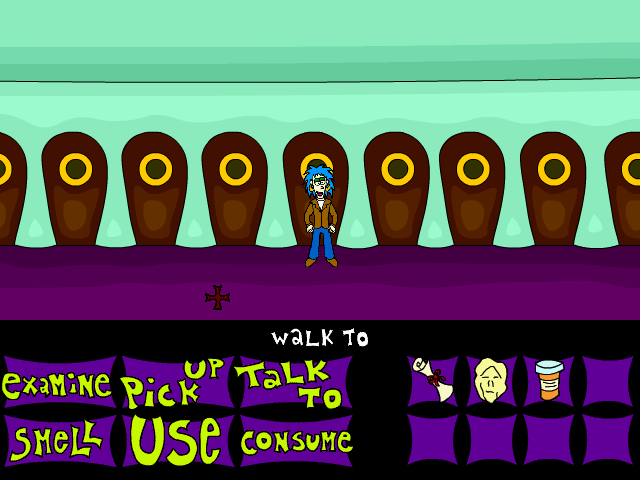 WALK TO
EXAMINE
PICK UP
TALK TO
SMELL
USE
CONSUME